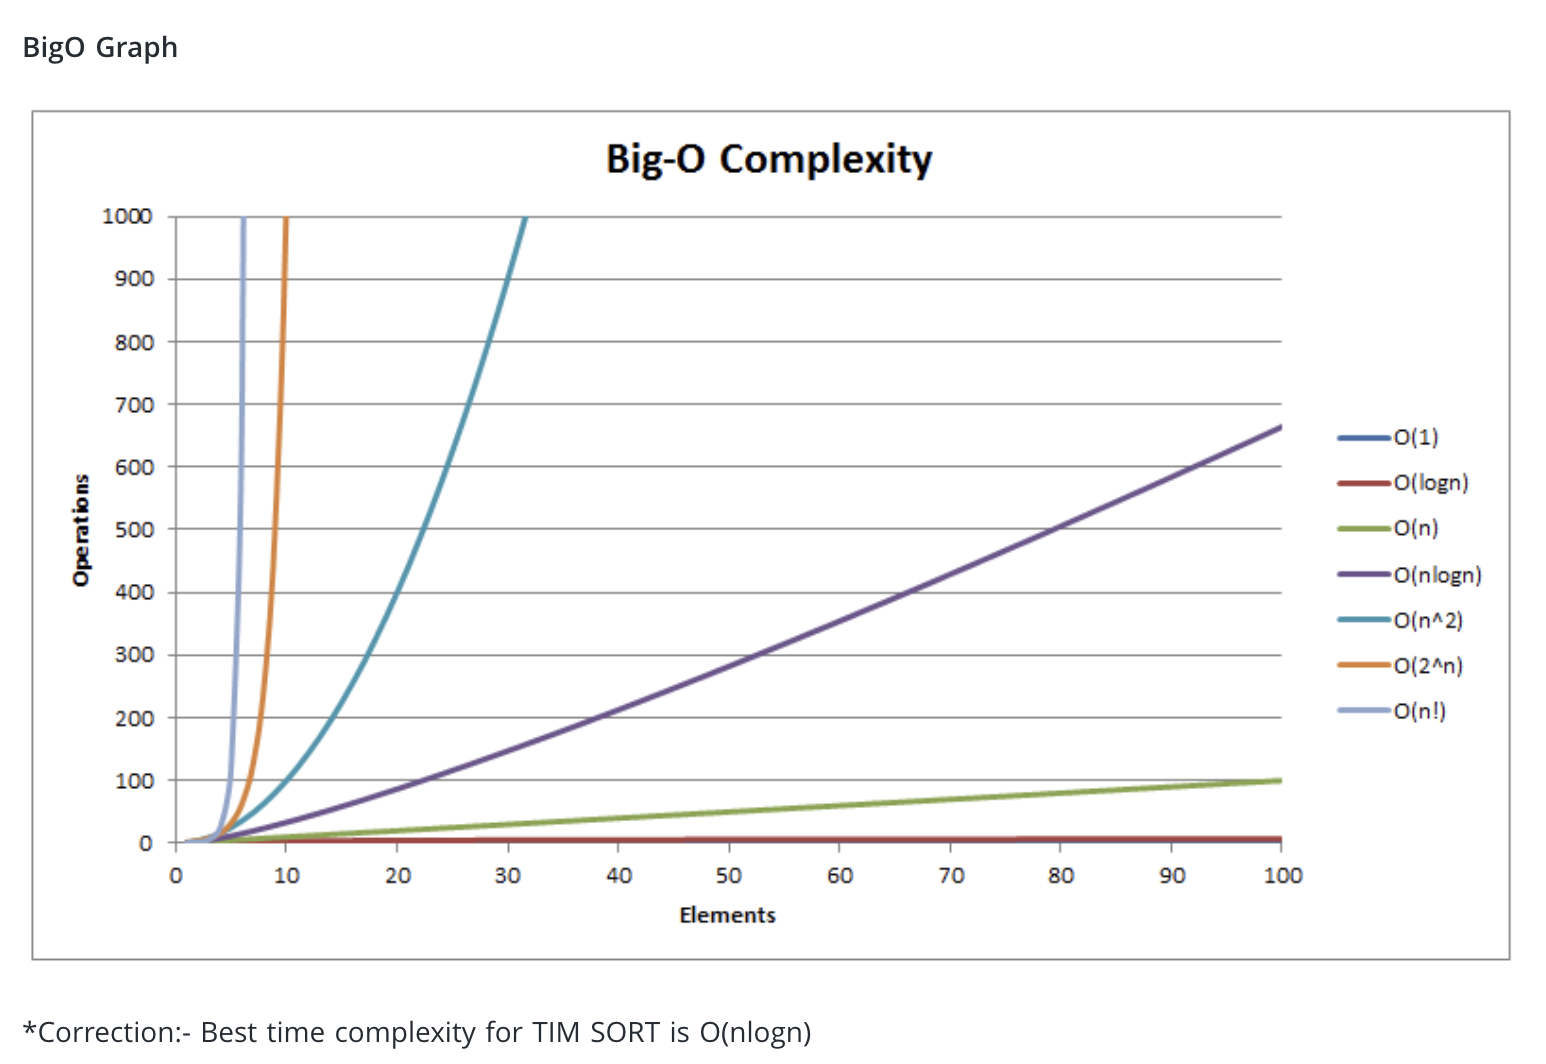 BigO Graph
Big-O Complexity
1000
900
800
700
600
500
400
300
200
100
0
Operations
0 10 20 30 40 50 60 70 80 90 100
Elements
O(1)
O(logn)
O(n)
O(nlogn)
O(n^2)
O(2^n)
O(n!)
*Correction:- Best time complexity for TIM SORT is O(nlogn)